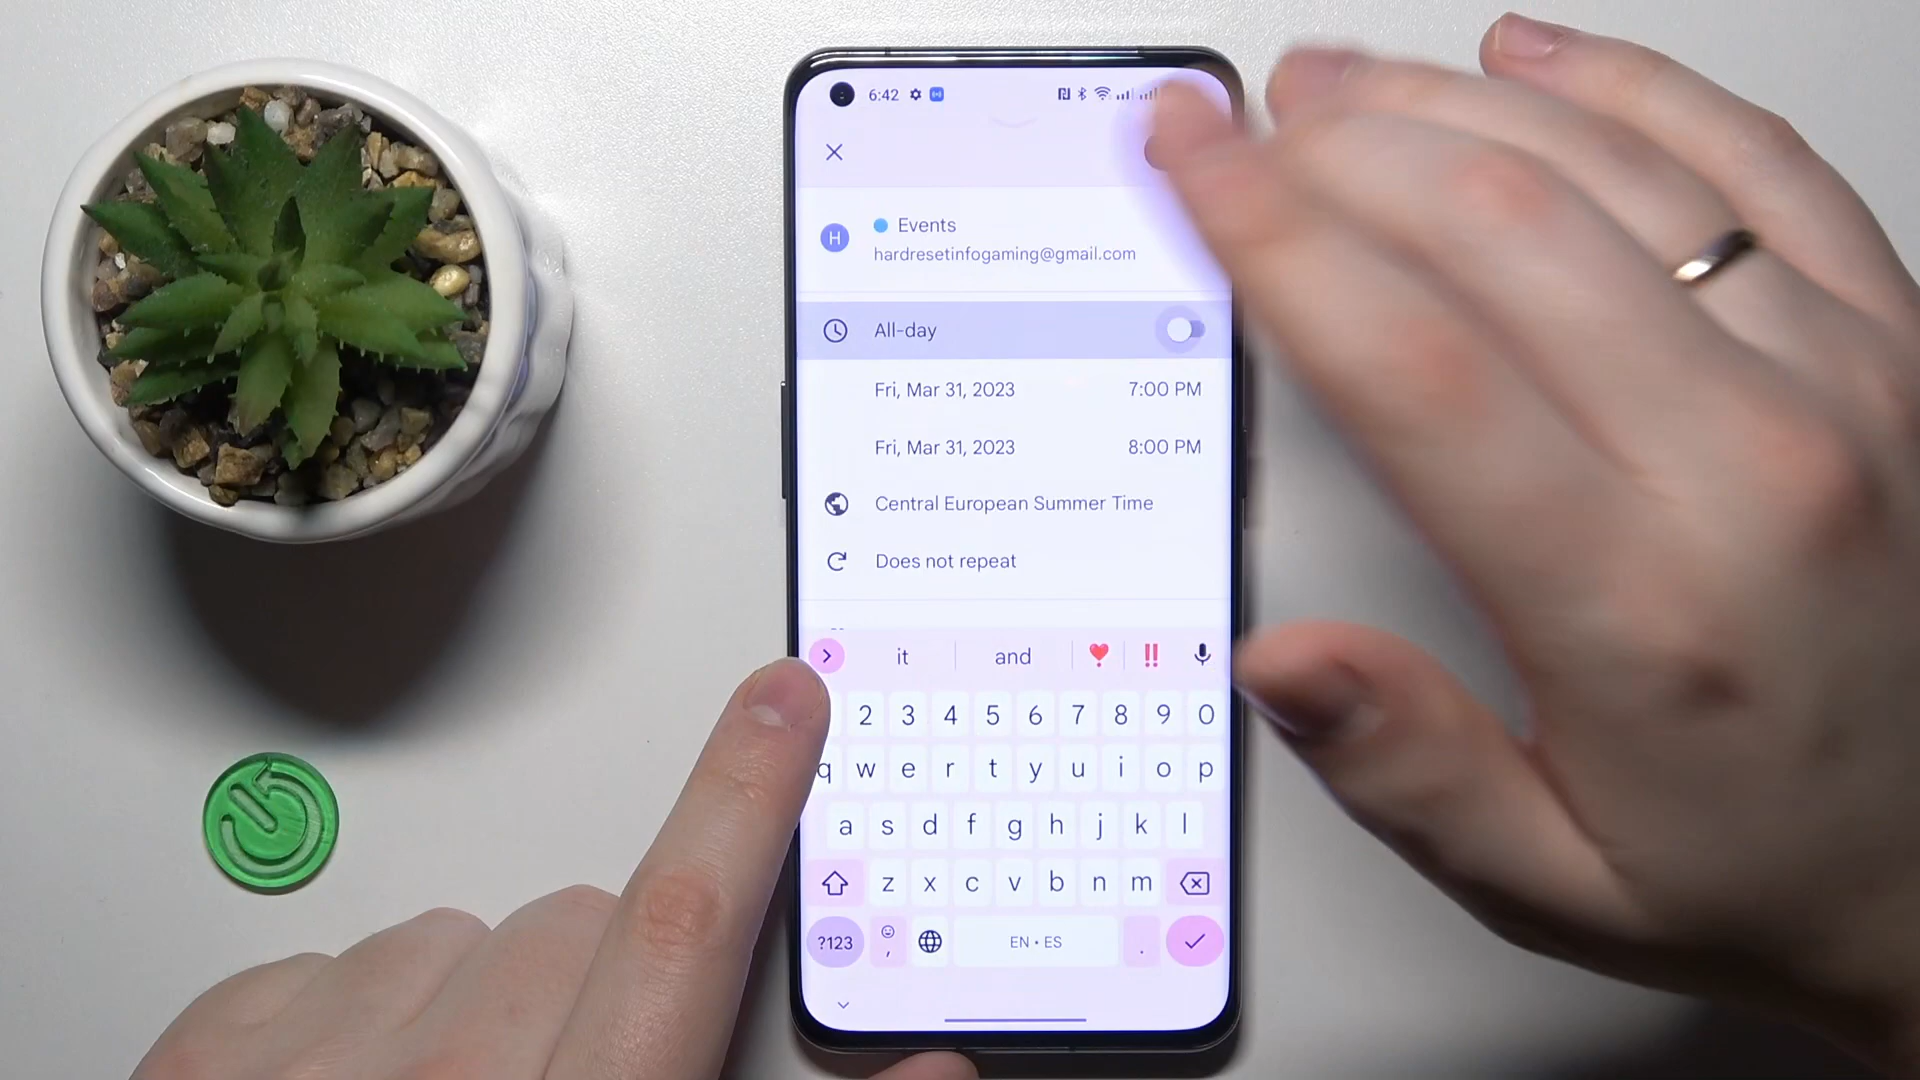 6:42
H
Events
hardresetinfogaming@gmail.com
All-day
Fri, Mar 31, 2023 7:00 PM
Fri, Mar 31, 2023 8:00 PM
Central European Summer Time
Does not repeat
it and ❤️ ‼️
2 3 4 5 6 7 8 9 0
q w e r t y u i o p
a s d f g h j k l
z x c v b n m
?123 , EN • ES .